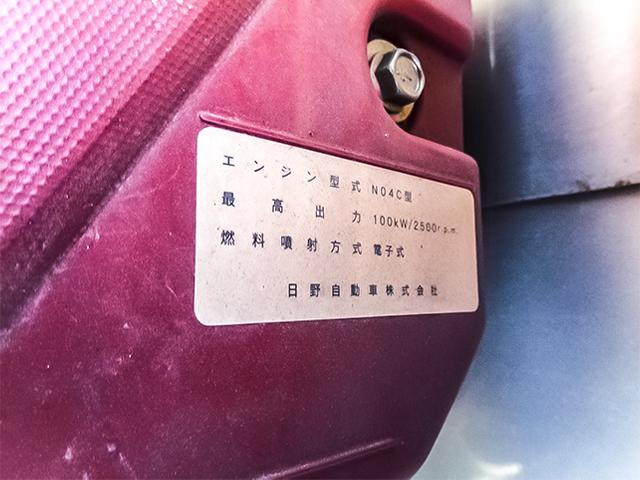 エンジン型式 N04C型
最高出力 100kW/2500r.p.m.
燃料噴射方式 電子式
日野自動車株式会社